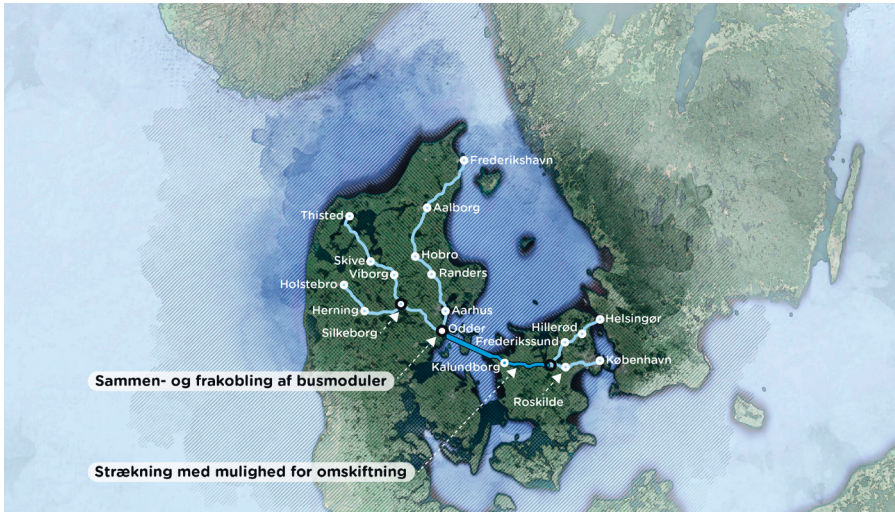 Frederikshavn
Thisted
Aalborg
Skive
Hobro
Viborg
Randers
Holstebro
Herning
Aarhus
Silkeborg
Odder
Helsingør
Hillerød
Frederikssund
København
Kalundborg
Roskilde
Sammen- og frakobling af busmoduler
Strækning med mulighed for omskiftning